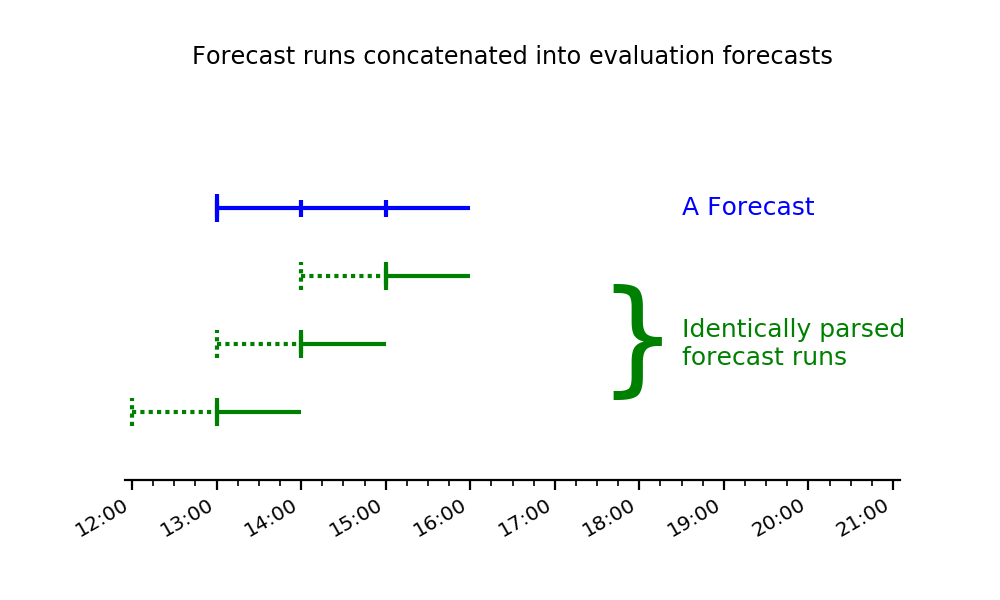 Forecast runs concatenated into evaluation forecasts
A Forecast
}
Identically parsed
forecast runs
12:00
13:00
14:00
15:00
16:00
17:00
18:00
19:00
20:00
21:00